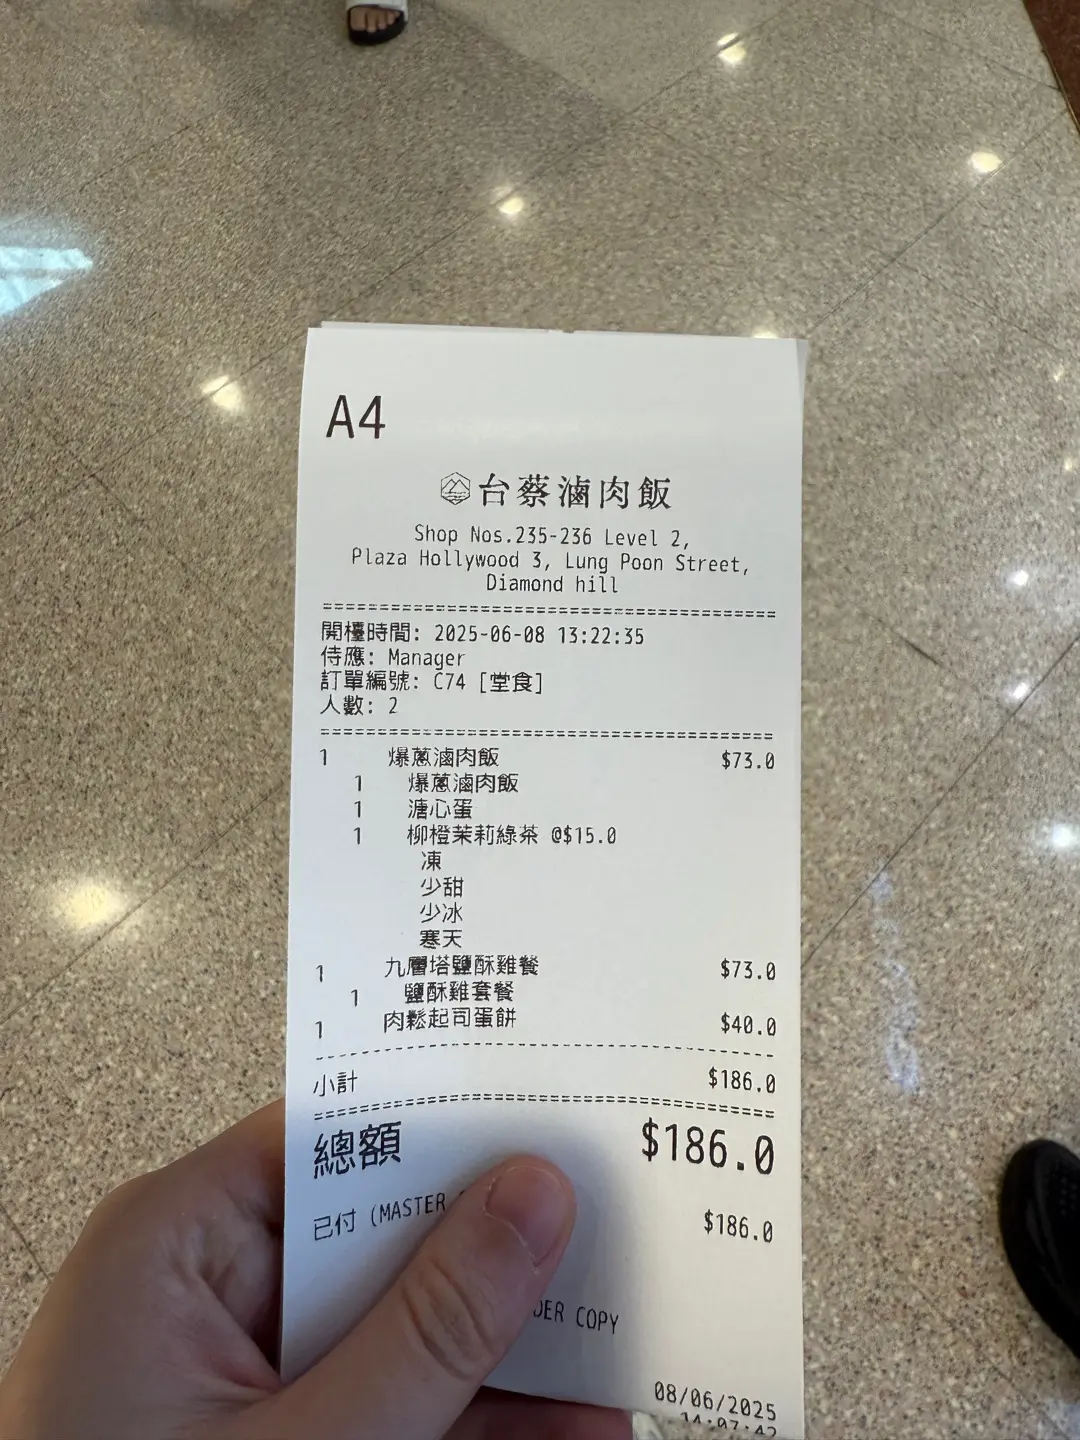 A4
台蔡滷肉飯
Shop Nos.235-236 Level 2,
Plaza Hollywood 3, Lung Poon Street,
Diamond hill
開檯時間: 2025-06-08 13:22:35
侍應: Manager
訂單編號: C74 [堂食]
人數: 2
1 爆蔥滷肉飯 $73.0
1 爆蔥滷肉飯
1 溏心蛋
1 柳橙茉莉綠茶 @$15.0
凍
少甜
少冰
寒天
1 九層塔鹽酥雞餐 $73.0
1 鹽酥雞套餐
1 肉鬆起司蛋餅 $40.0
小計 $186.0
總額 $186.0
已付 (MASTER $186.0
COPY
08/06/2025
14:07:42